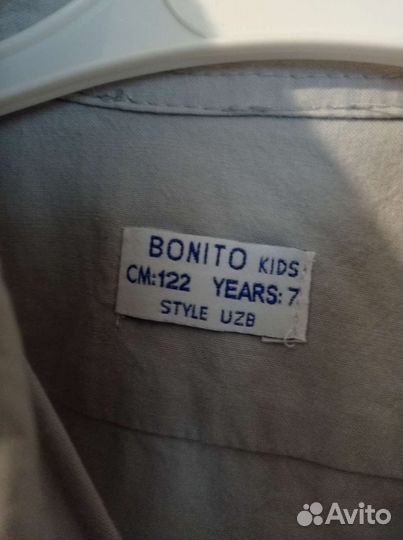 BONITO KIDS
CM:122 YEARS:7
STYLE UZB
Avito